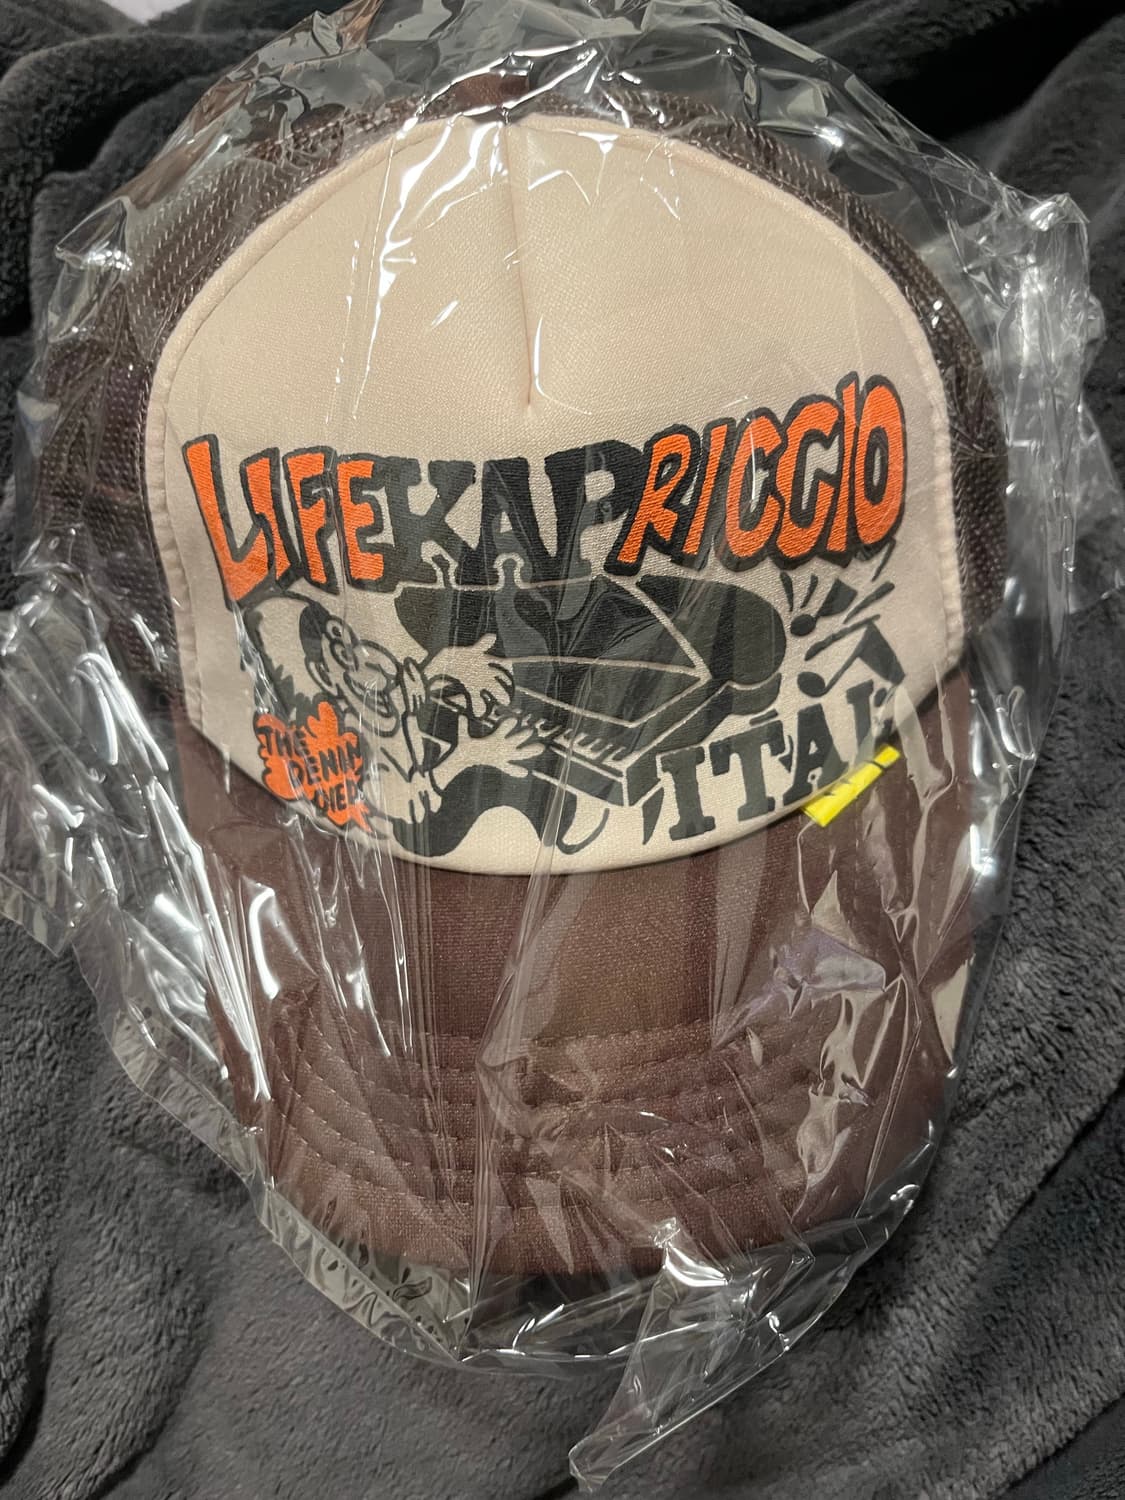 LIFEKAPRICCIO
THE
DENIM
DIED
ITAL